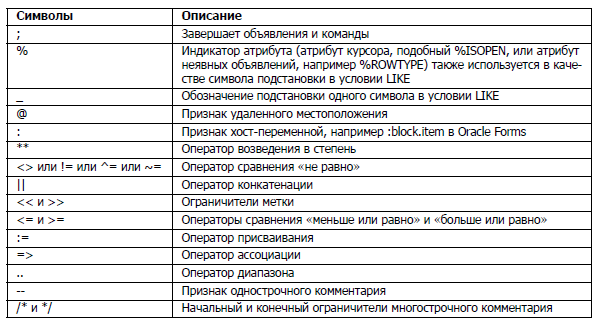 Символы Описание
; Завершает объявления и команды
% Индикатор атрибута (атрибут курсора, подобный %ISOPEN, или атрибут
неявных объявлений, например %ROWTYPE) также используется в каче-
стве символа подстановки в условии LIKE
_ Обозначение подстановки одного символа в условии LIKE
@ Признак удаленного местоположения
: Признак хост-переменной, например :block.item в Oracle Forms
** Оператор возведения в степень
<> или != или ^= или ~= Оператор сравнения «не равно»
|| Оператор конкатенации
<< и >> Ограничители метки
<= и >= Операторы сравнения «меньше или равно» и «больше или равно»
:= Оператор присваивания
=> Оператор ассоциации
.. Оператор диапазона
-- Признак однострочного комментария
/* и */ Начальный и конечный ограничители многострочного комментария